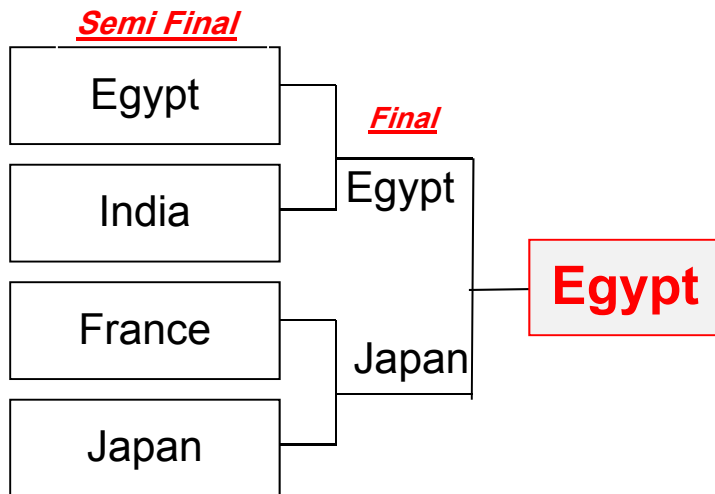 Semi Final
Egypt
India
France
Japan
Final
Egypt
Japan
Egypt